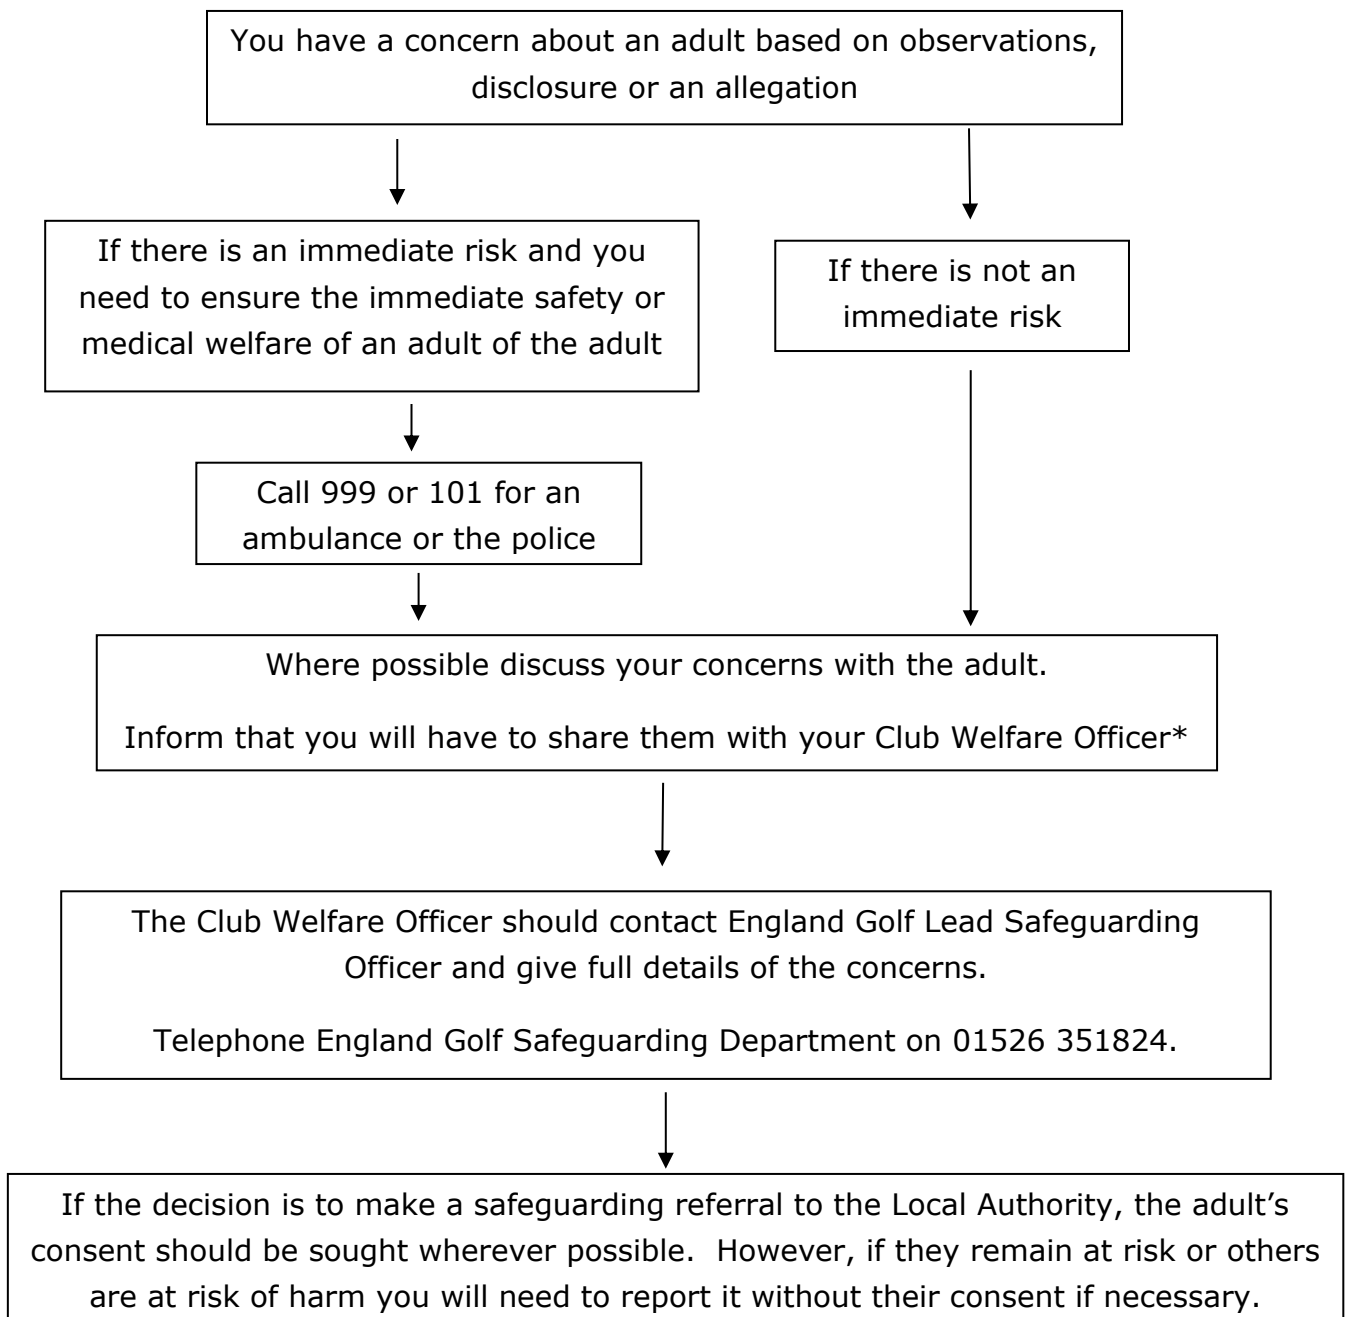 You have a concern about an adult based on observations,
disclosure or an allegation
If there is an immediate risk and you
need to ensure the immediate safety or
medical welfare of an adult of the adult
If there is not an
immediate risk
Call 999 or 101 for an
ambulance or the police
Where possible discuss your concerns with the adult.
Inform that you will have to share them with your Club Welfare Officer*
The Club Welfare Officer should contact England Golf Lead Safeguarding
Officer and give full details of the concerns.
Telephone England Golf Safeguarding Department on 01526 351824.
If the decision is to make a safeguarding referral to the Local Authority, the adult’s
consent should be sought wherever possible.  However, if they remain at risk or others
are at risk of harm you will need to report it without their consent if necessary.